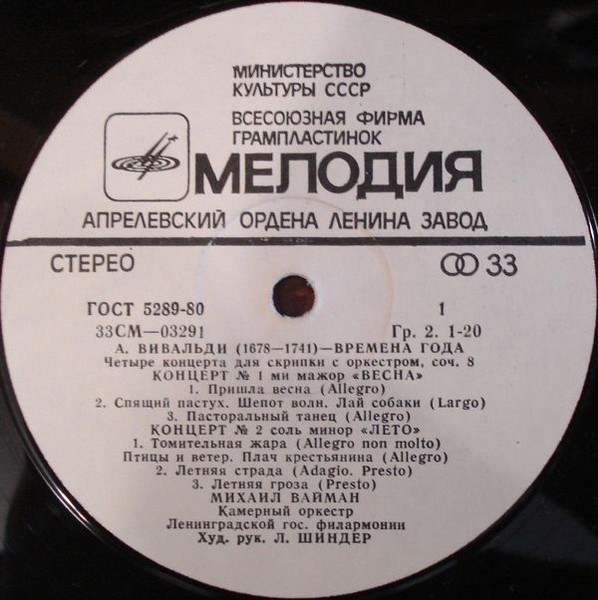 МИНИСТЕРСТВО
КУЛЬТУРЫ СССР
ВСЕСОЮЗНАЯ ФИРМА
ГРАМПЛАСТИНОК
МЕЛОДИЯ
АПРЕЛЕВСКИЙ ОРДЕНА ЛЕНИНА ЗАВОД
СТЕРЕО 33
ГОСТ 5289-80 1
33СМ—03291 Гр. 2. 1-20
А. ВИВАЛЬДИ (1678—1741)—ВРЕМЕНА ГОДА
Четыре концерта для скрипки с оркестром, соч. 8
КОНЦЕРТ № 1 ми мажор «ВЕСНА»
1. Пришла весна (Allegro)
2. Спящий пастух. Шепот волн. Лай собаки (Largo)
3. Пасторальный танец (Allegro)
КОНЦЕРТ № 2 соль минор «ЛЕТО»
1. Томительная жара (Allegro non molto)
Птицы и ветер. Плач крестьянина (Allegro)
2. Летняя страда (Adagio. Presto)
3. Летняя гроза (Presto)
МИХАИЛ ВАЙМАН
Камерный оркестр
Ленинградской гос. филармонии
Худ. рук. Л. ШИНДЕР